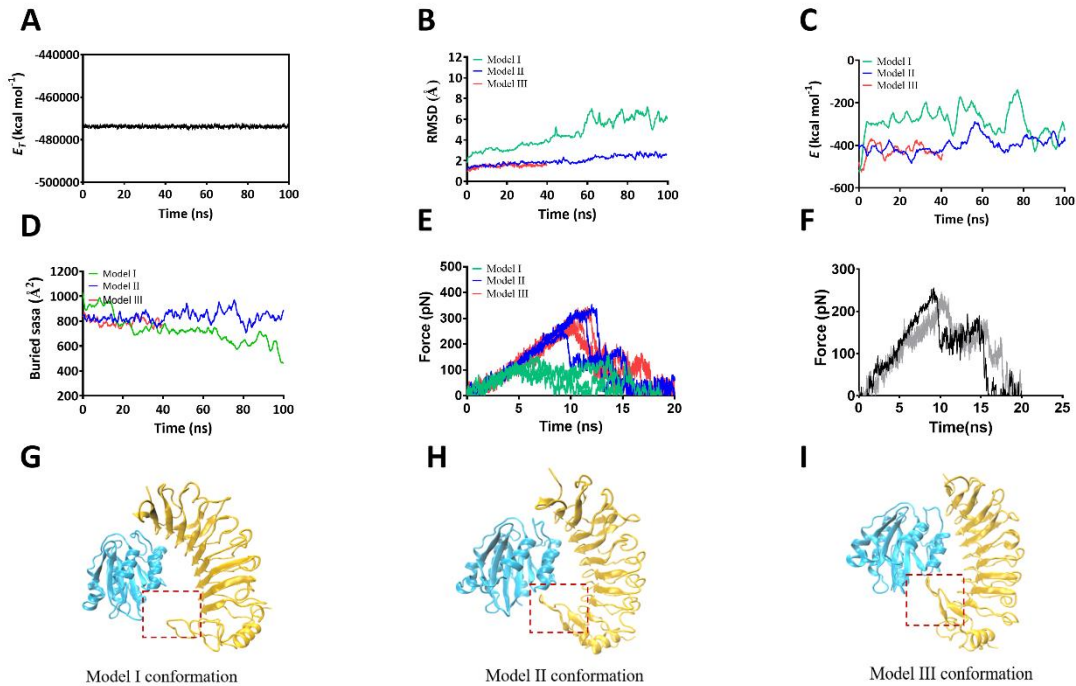 A
-440000
-460000
-480000
-500000
E_T (kcal mol⁻¹)
0 20 40 60 80 100
Time (ns)
B
12
10
8
6
4
2
0
RMSD (Å)
Model I
Model II
Model III
0 20 40 60 80 100
Time (ns)
C
0
-200
-400
-600
E (kcal mol⁻¹)
Model I
Model II
Model III
0 20 40 60 80 100
Time (ns)
D
1200
1000
800
600
400
200
Buried sasa (Å²)
Model I
Model II
Model III
0 20 40 60 80 100
Time (ns)
E
500
400
300
200
100
0
Force (pN)
Model I
Model II
Model III
0 5 10 15 20
Time (ns)
F
300
200
100
0
Force (pN)
0 5 10 15 20 25
Time(ns)
G
Model I conformation
H
Model II conformation
I
Model III conformation